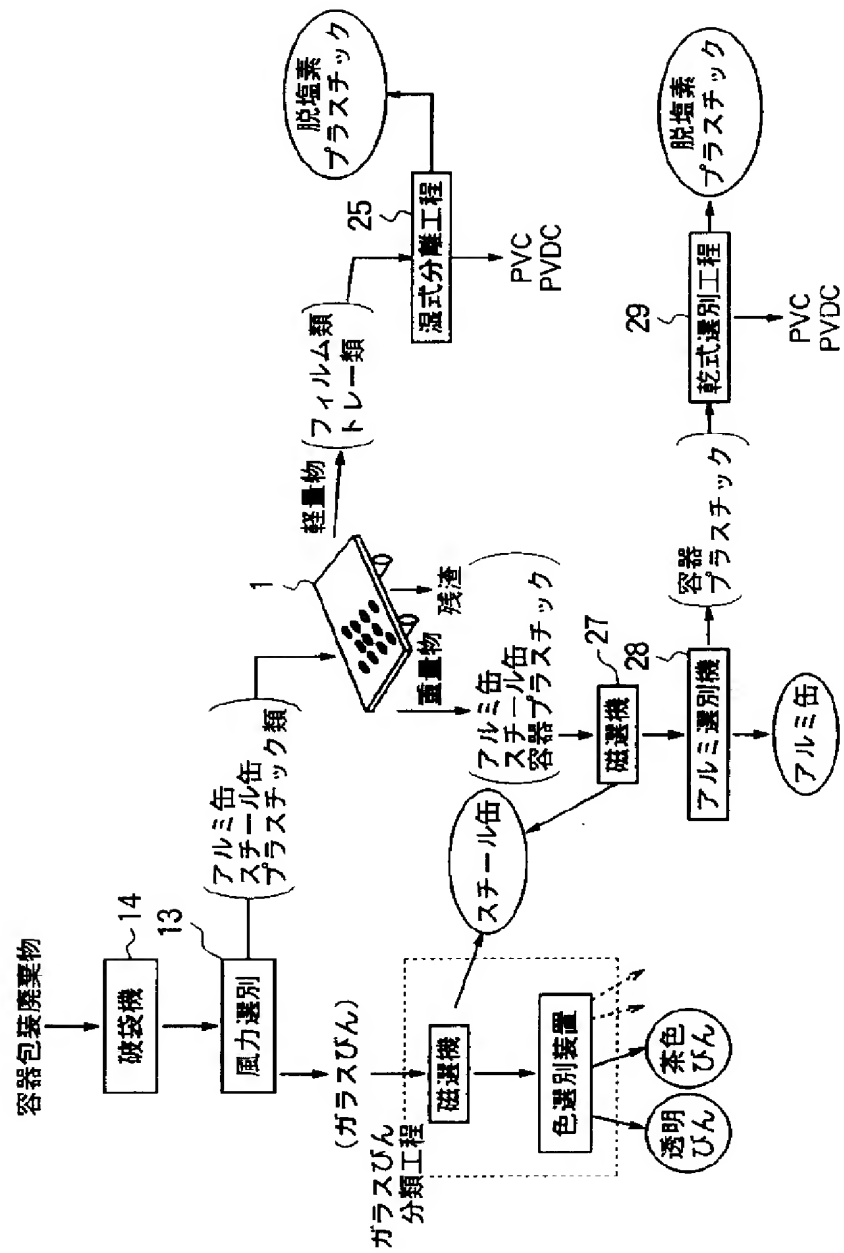 容器包装廃棄物
破袋機
14
風力選別
13
アルミ缶
スチール缶
プラスチック類
(ガラスびん)
ガラスびん
分類工程
磁選機
色選別装置
透明
びん
茶色
びん
スチール缶
1
軽量物
重量物
残渣
フィルム類
トレー類
湿式分離工程
25
PVC
PVDC
脱塩素
プラスチック
アルミ缶
スチール缶
容器プラスチック
磁選機
27
アルミ選別機
28
アルミ缶
容器
プラスチック
乾式選別工程
29
PVC
PVDC
脱塩素
プラスチック